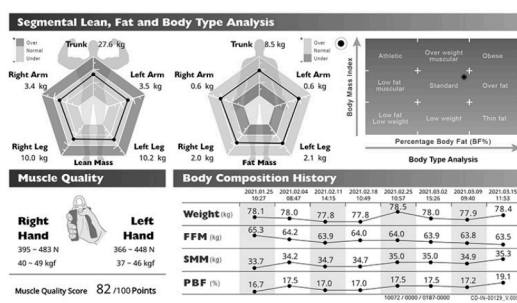 Segmental Lean, Fat and Body Type Analysis
Over
Normal
Under
Trunk 27.6 kg
Right Arm
3.4 kg
Left Arm
3.5 kg
Right Leg
10.0 kg
Left Leg
10.2 kg
Lean Mass
Over
Normal
Under
Trunk 8.5 kg
Right Arm
0.6 kg
Left Arm
0.6 kg
Right Leg
2.0 kg
Left Leg
2.1 kg
Fat Mass
Body Mass Index
Athletic
Over weight muscular
Obese
Low fat muscular
Standard
Over fat
Low fat Low weight
Low weight
Thin fat
Percentage Body Fat (BF%)
Body Type Analysis
Muscle Quality
Right Hand
395 ~ 483 N
40 ~ 49 kgf
Left Hand
366 ~ 448 N
37 ~ 46 kgf
Muscle Quality Score 82 /100 Points
Body Composition History
2021.01.25 2021.02.04 2021.02.11 2021.02.18 2021.02.25 2021.03.02 2021.03.09 2021.03.15
10:27 08:47 14:15 10:49 10:57 15:26 09:40 11:53
Weight (kg) 78.1 78.0 77.8 77.8 78.5 78.0 77.9 78.4
FFM (kg) 65.3 64.2 63.9 64.0 64.0 63.9 63.8 63.5
SMM (kg) 33.7 34.2 34.7 34.7 35.0 35.0 34.9 35.3
PBF (%) 16.7 17.5 17.0 17.0 17.5 17.5 17.2 19.1
10072 / 0000 / 0187-0000 CD-IN-00129_V.00